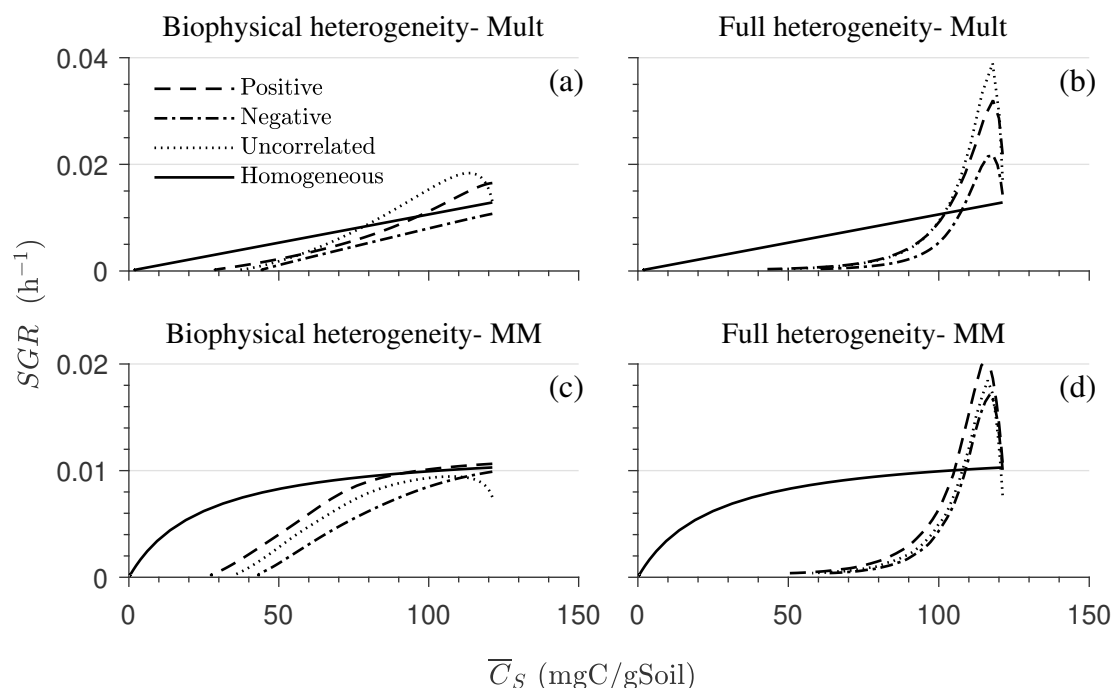 Biophysical heterogeneity- Mult
Full heterogeneity- Mult
0.04
(a)
(b)
Positive
Negative
Uncorrelated
Homogeneous
0.02
0
SGR (h⁻¹)
Biophysical heterogeneity- MM
Full heterogeneity- MM
0.02
(c)
(d)
0.01
0
0 50 100 150
0 50 100 150
C̅_S (mgC/gSoil)